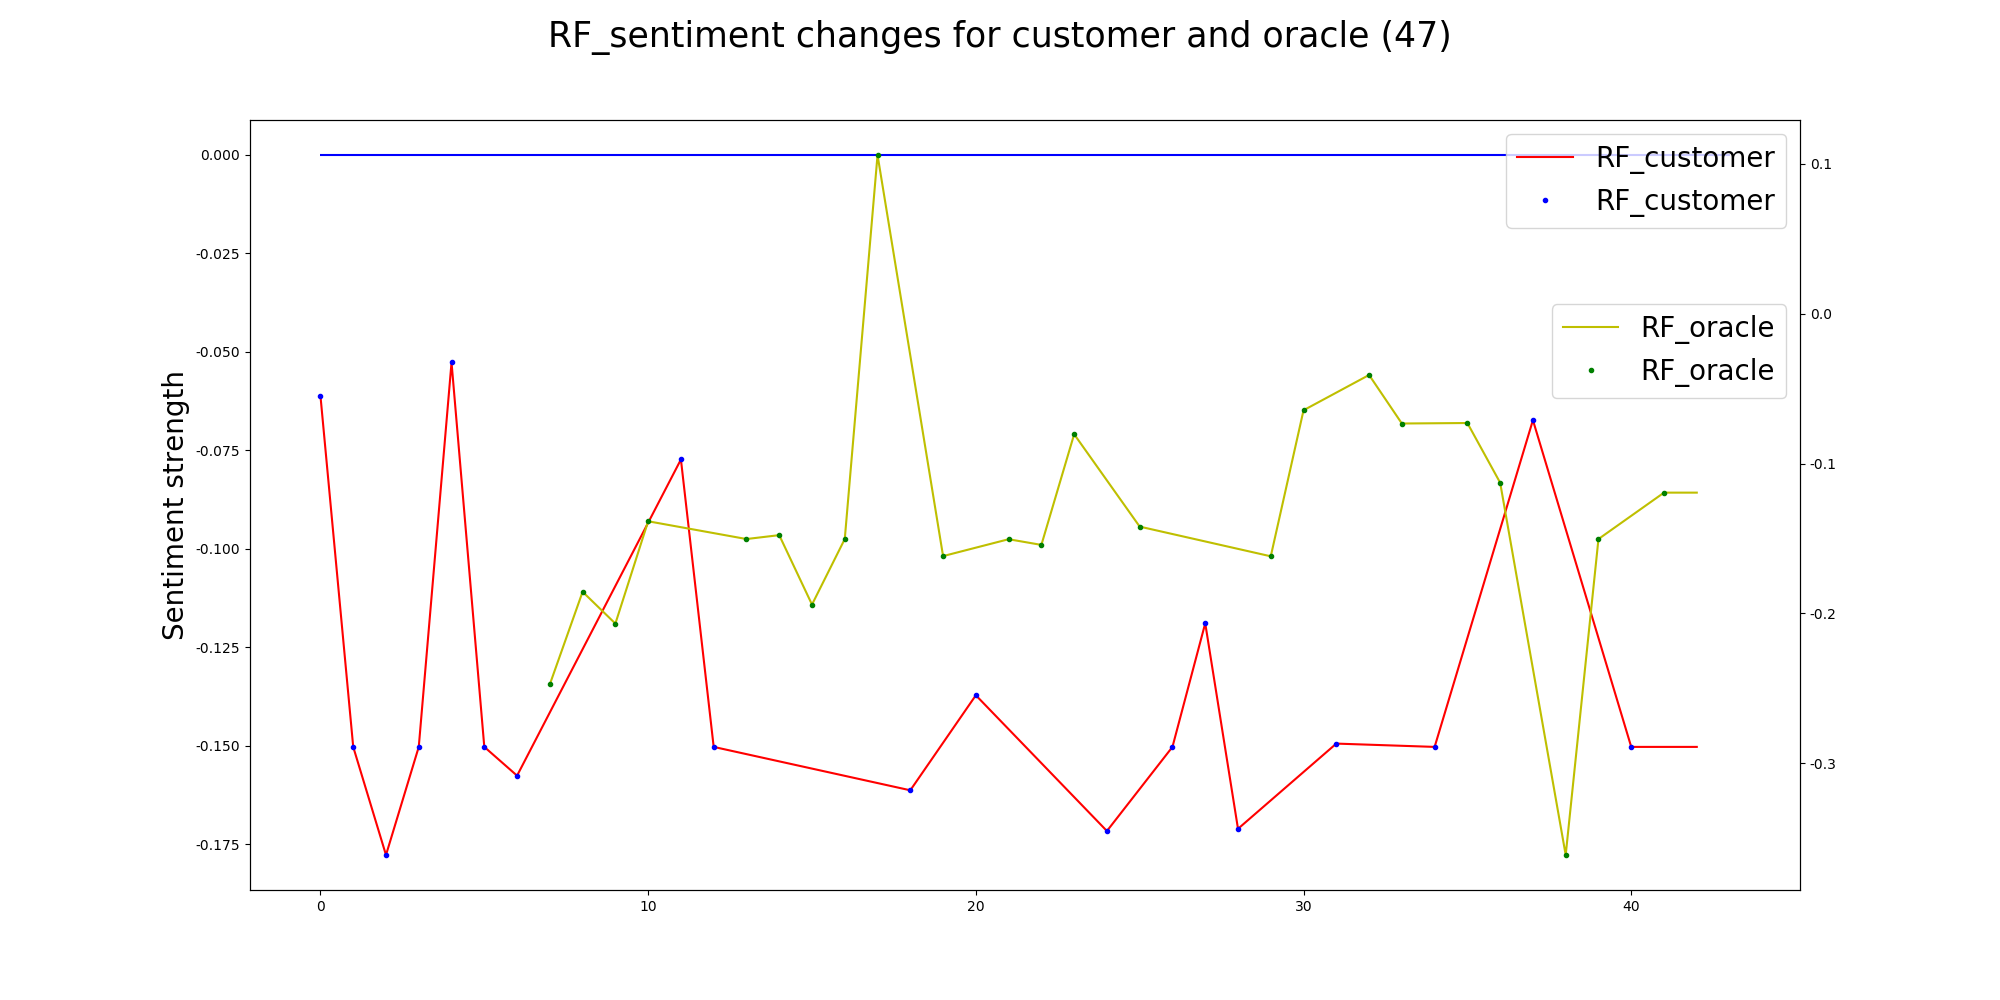 RF_sentiment changes for customer and oracle (47)
Sentiment strength
0.000
-0.025
-0.050
-0.075
-0.100
-0.125
-0.150
-0.175
RF_customer
RF_customer
RF_oracle
RF_oracle
0.1
0.0
-0.1
-0.2
-0.3
0 10 20 30 40